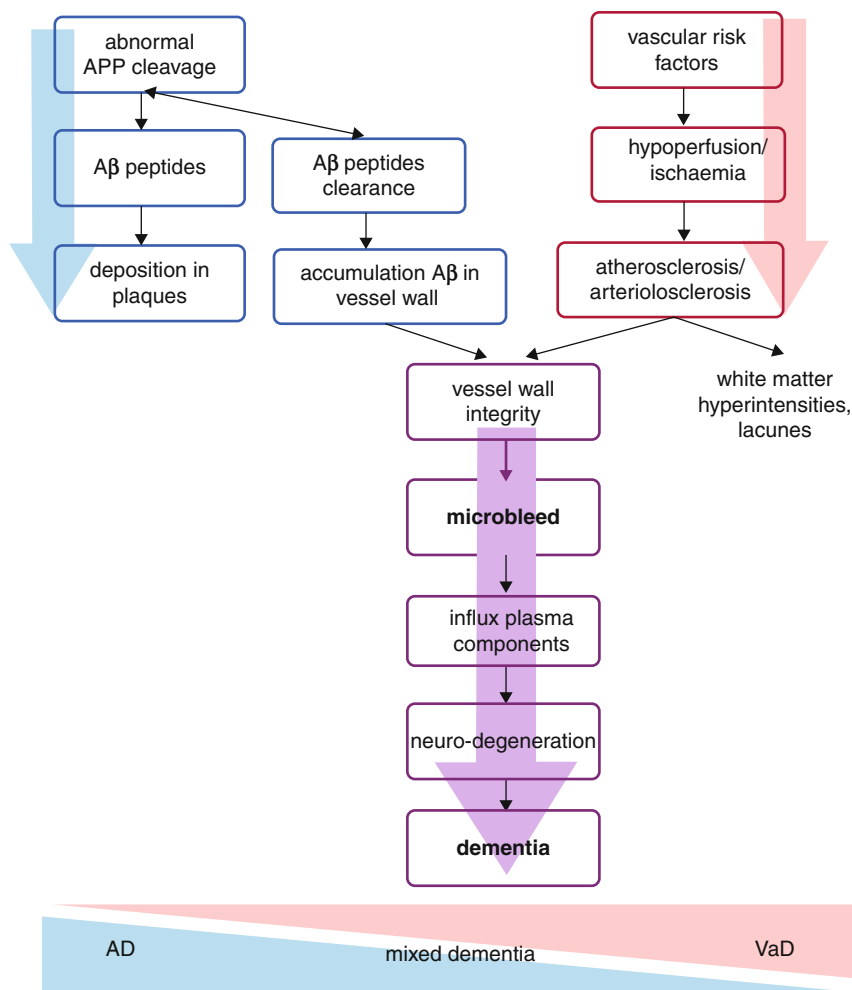 abnormal
APP cleavage
vascular risk
factors
Aβ peptides
Aβ peptides
clearance
hypoperfusion/
ischaemia
deposition in
plaques
accumulation Aβ in
vessel wall
atherosclerosis/
arteriolosclerosis
vessel wall
integrity
white matter
hyperintensities,
lacunes
microbleed
influx plasma
components
neuro-degeneration
dementia
AD
mixed dementia
VaD